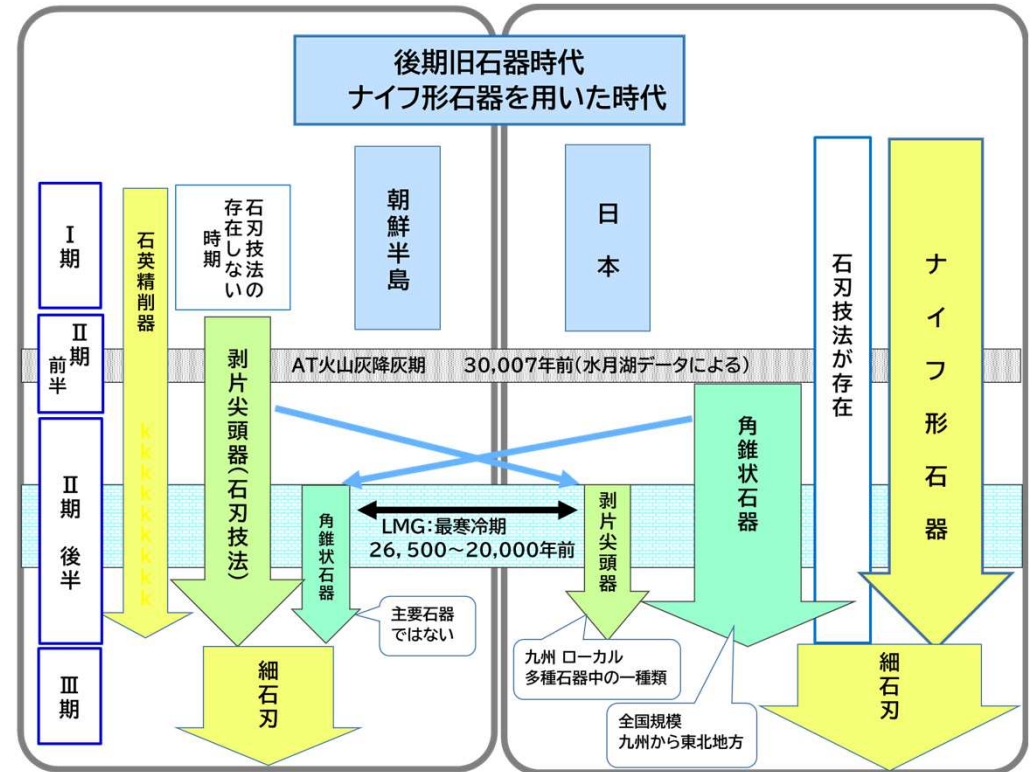 後期旧石器時代
ナイフ形石器を用いた時代
Ⅰ期
Ⅱ期
前半
Ⅱ期 後半
Ⅲ期
石英精削器
kkkkkkkkk
石刃技法の
存在しない
時期
朝鮮半島
日本
石刃技法が存在
ナイフ形石器
AT火山灰降灰期 30,007年前(水月湖データによる)
剥片尖頭器(石刃技法)
角錐状石器
LMG:最寒冷期
26,500~20,000年前
剥片尖頭器
角錐状石器
主要石器
ではない
九州 ローカル
多種石器中の一種類
全国規模
九州から東北地方
細石刃
細石刃